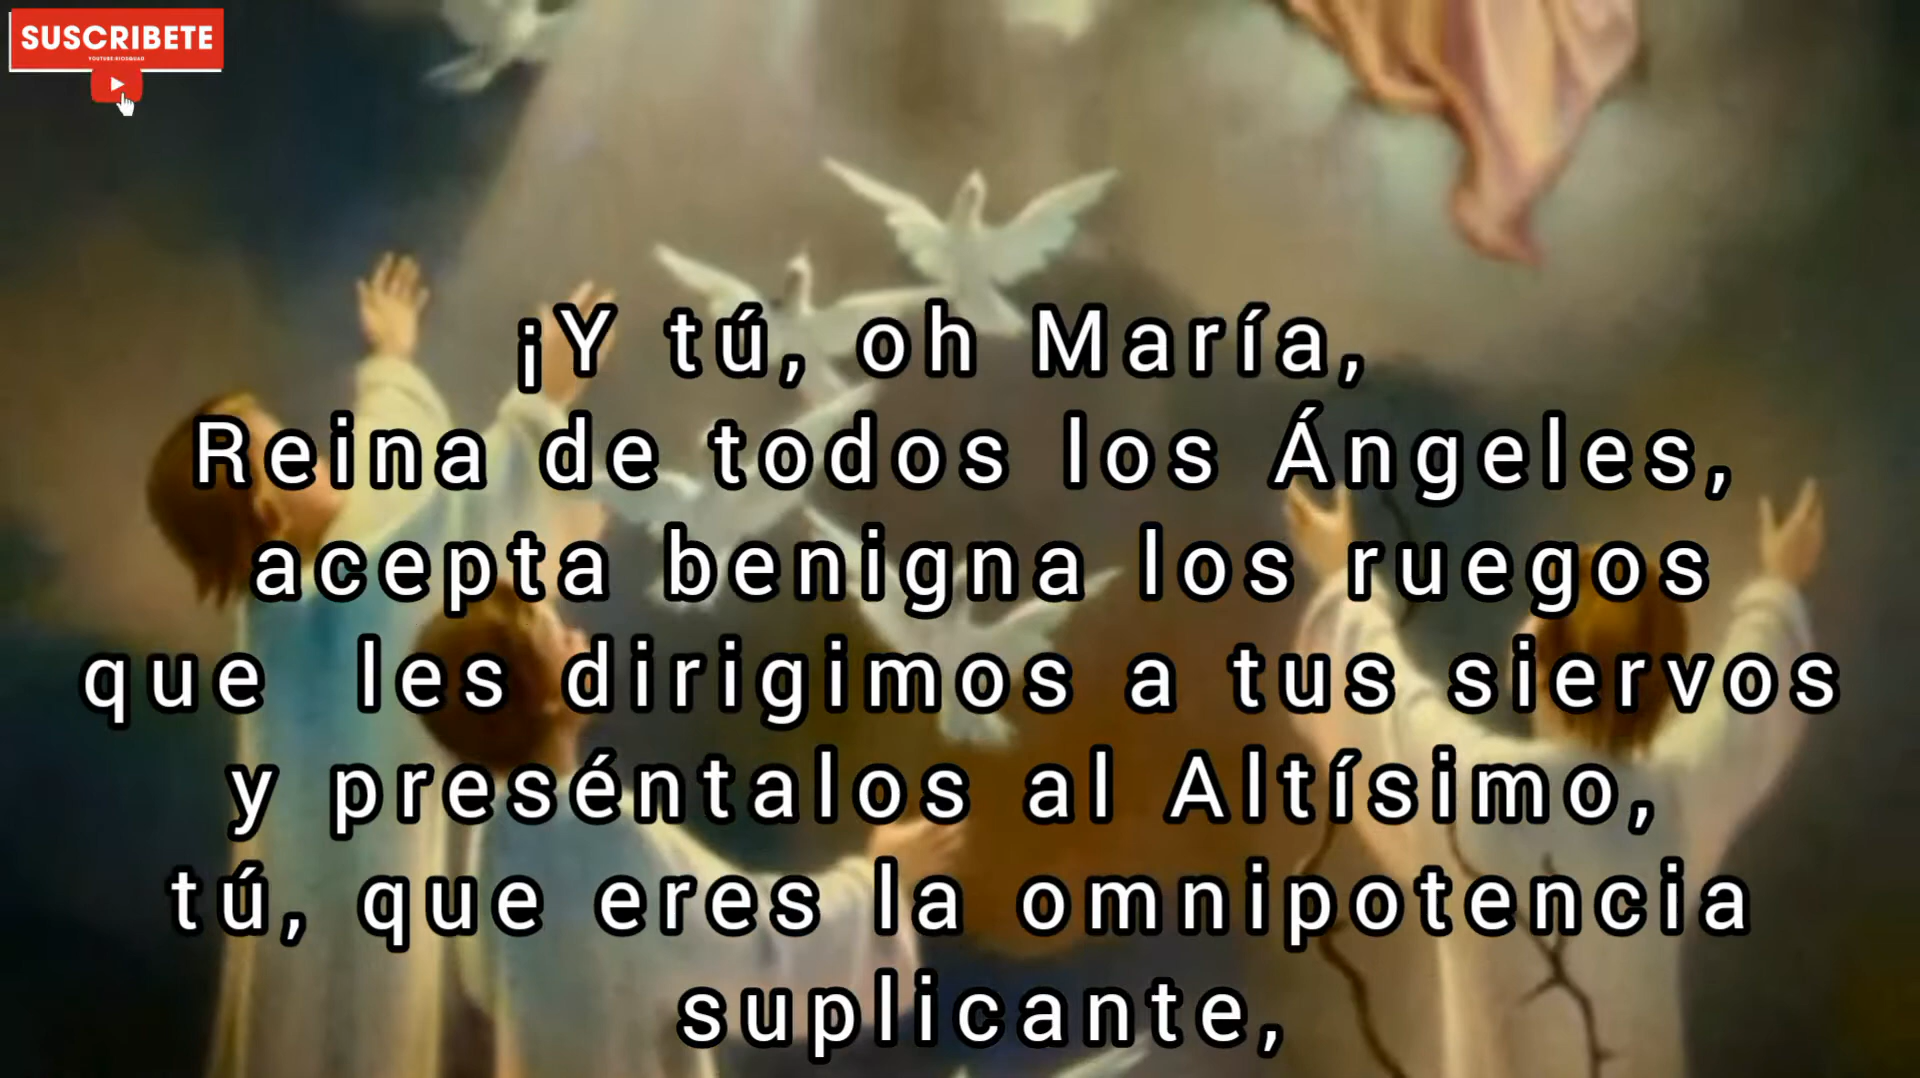 SUSCRIBETE
¡Y tú, oh María,
Reina de todos los Ángeles,
acepta benigna los ruegos
que les dirigimos a tus siervos
y preséntalos al Altísimo,
tú, que eres la omnipotencia
suplicante,